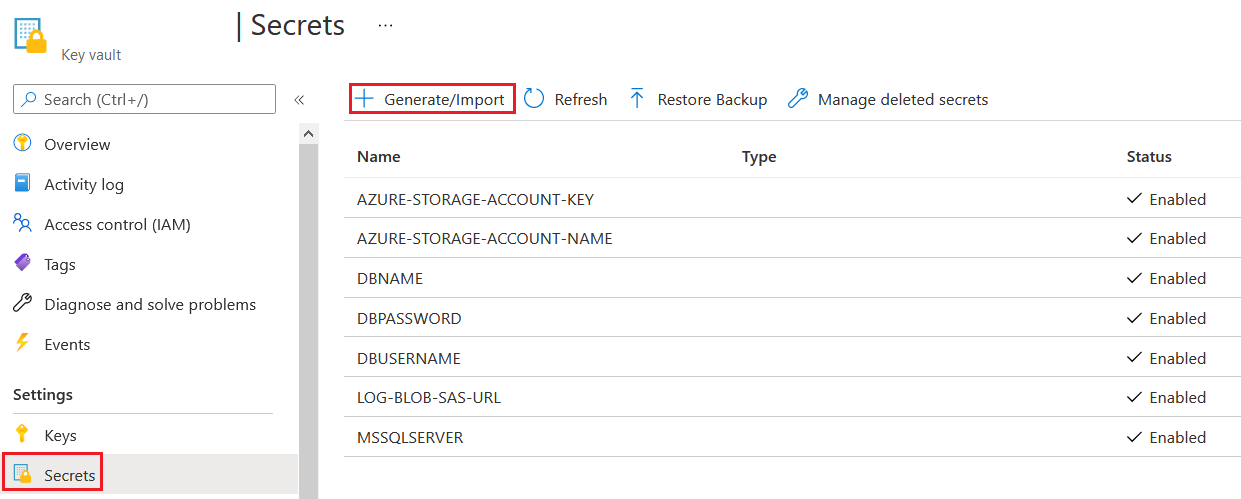 | Secrets ...
Key vault
Search (Ctrl+/)
«
Overview
Activity log
Access control (IAM)
Tags
Diagnose and solve problems
Events
Settings
Keys
Secrets
Generate/Import Refresh Restore Backup Manage deleted secrets
Name Type Status
AZURE-STORAGE-ACCOUNT-KEY Enabled
AZURE-STORAGE-ACCOUNT-NAME Enabled
DBNAME Enabled
DBPASSWORD Enabled
DBUSERNAME Enabled
LOG-BLOB-SAS-URL Enabled
MSSQLSERVER Enabled